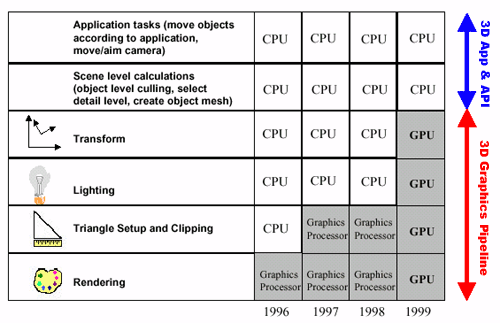 Application tasks (move objects
according to application,
move/aim camera)
CPU CPU CPU CPU
Scene level calculations
(object level culling, select
detail level, create object mesh)
CPU CPU CPU CPU
3D App & API
Transform
CPU CPU CPU GPU
Lighting
CPU CPU CPU GPU
Triangle Setup and Clipping
CPU
Graphics
Processor
Graphics
Processor
GPU
Rendering
Graphics
Processor
Graphics
Processor
Graphics
Processor
GPU
3D Graphics Pipeline
1996 1997 1998 1999